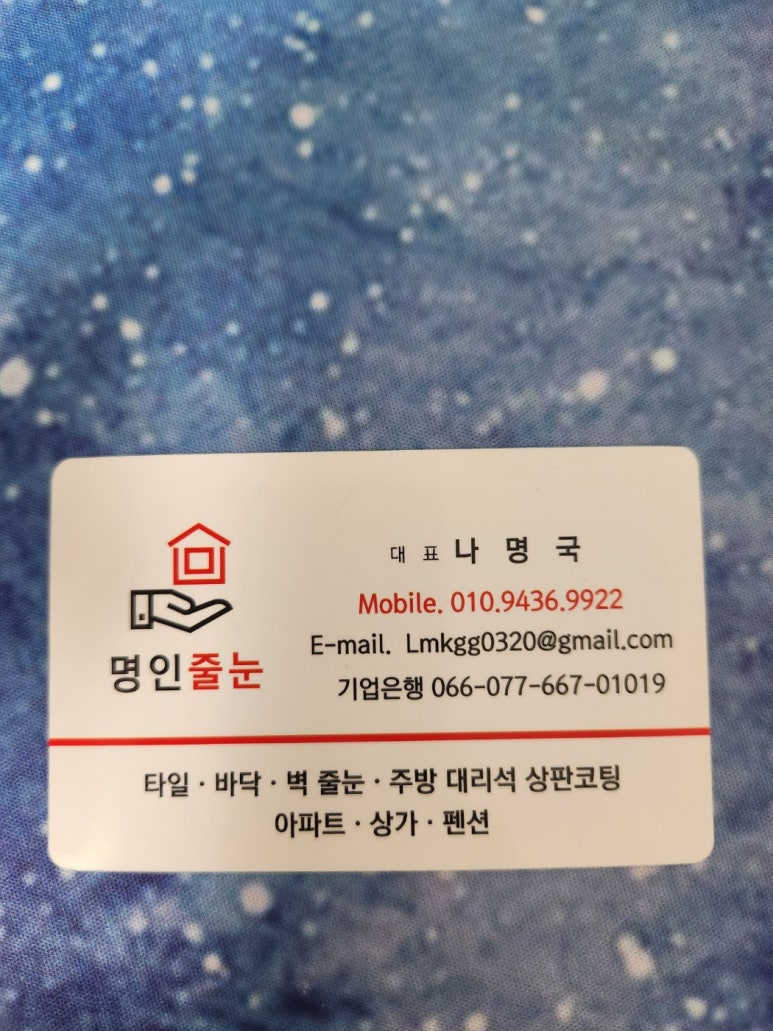 명인줄눈
대 표 나 명 국
Mobile. 010.9436.9922
E-mail. Lmkgg0320@gmail.com
기업은행 066-077-667-01019
타일 · 바닥 · 벽 줄눈 · 주방 대리석 상판코팅
아파트 · 상가 · 펜션